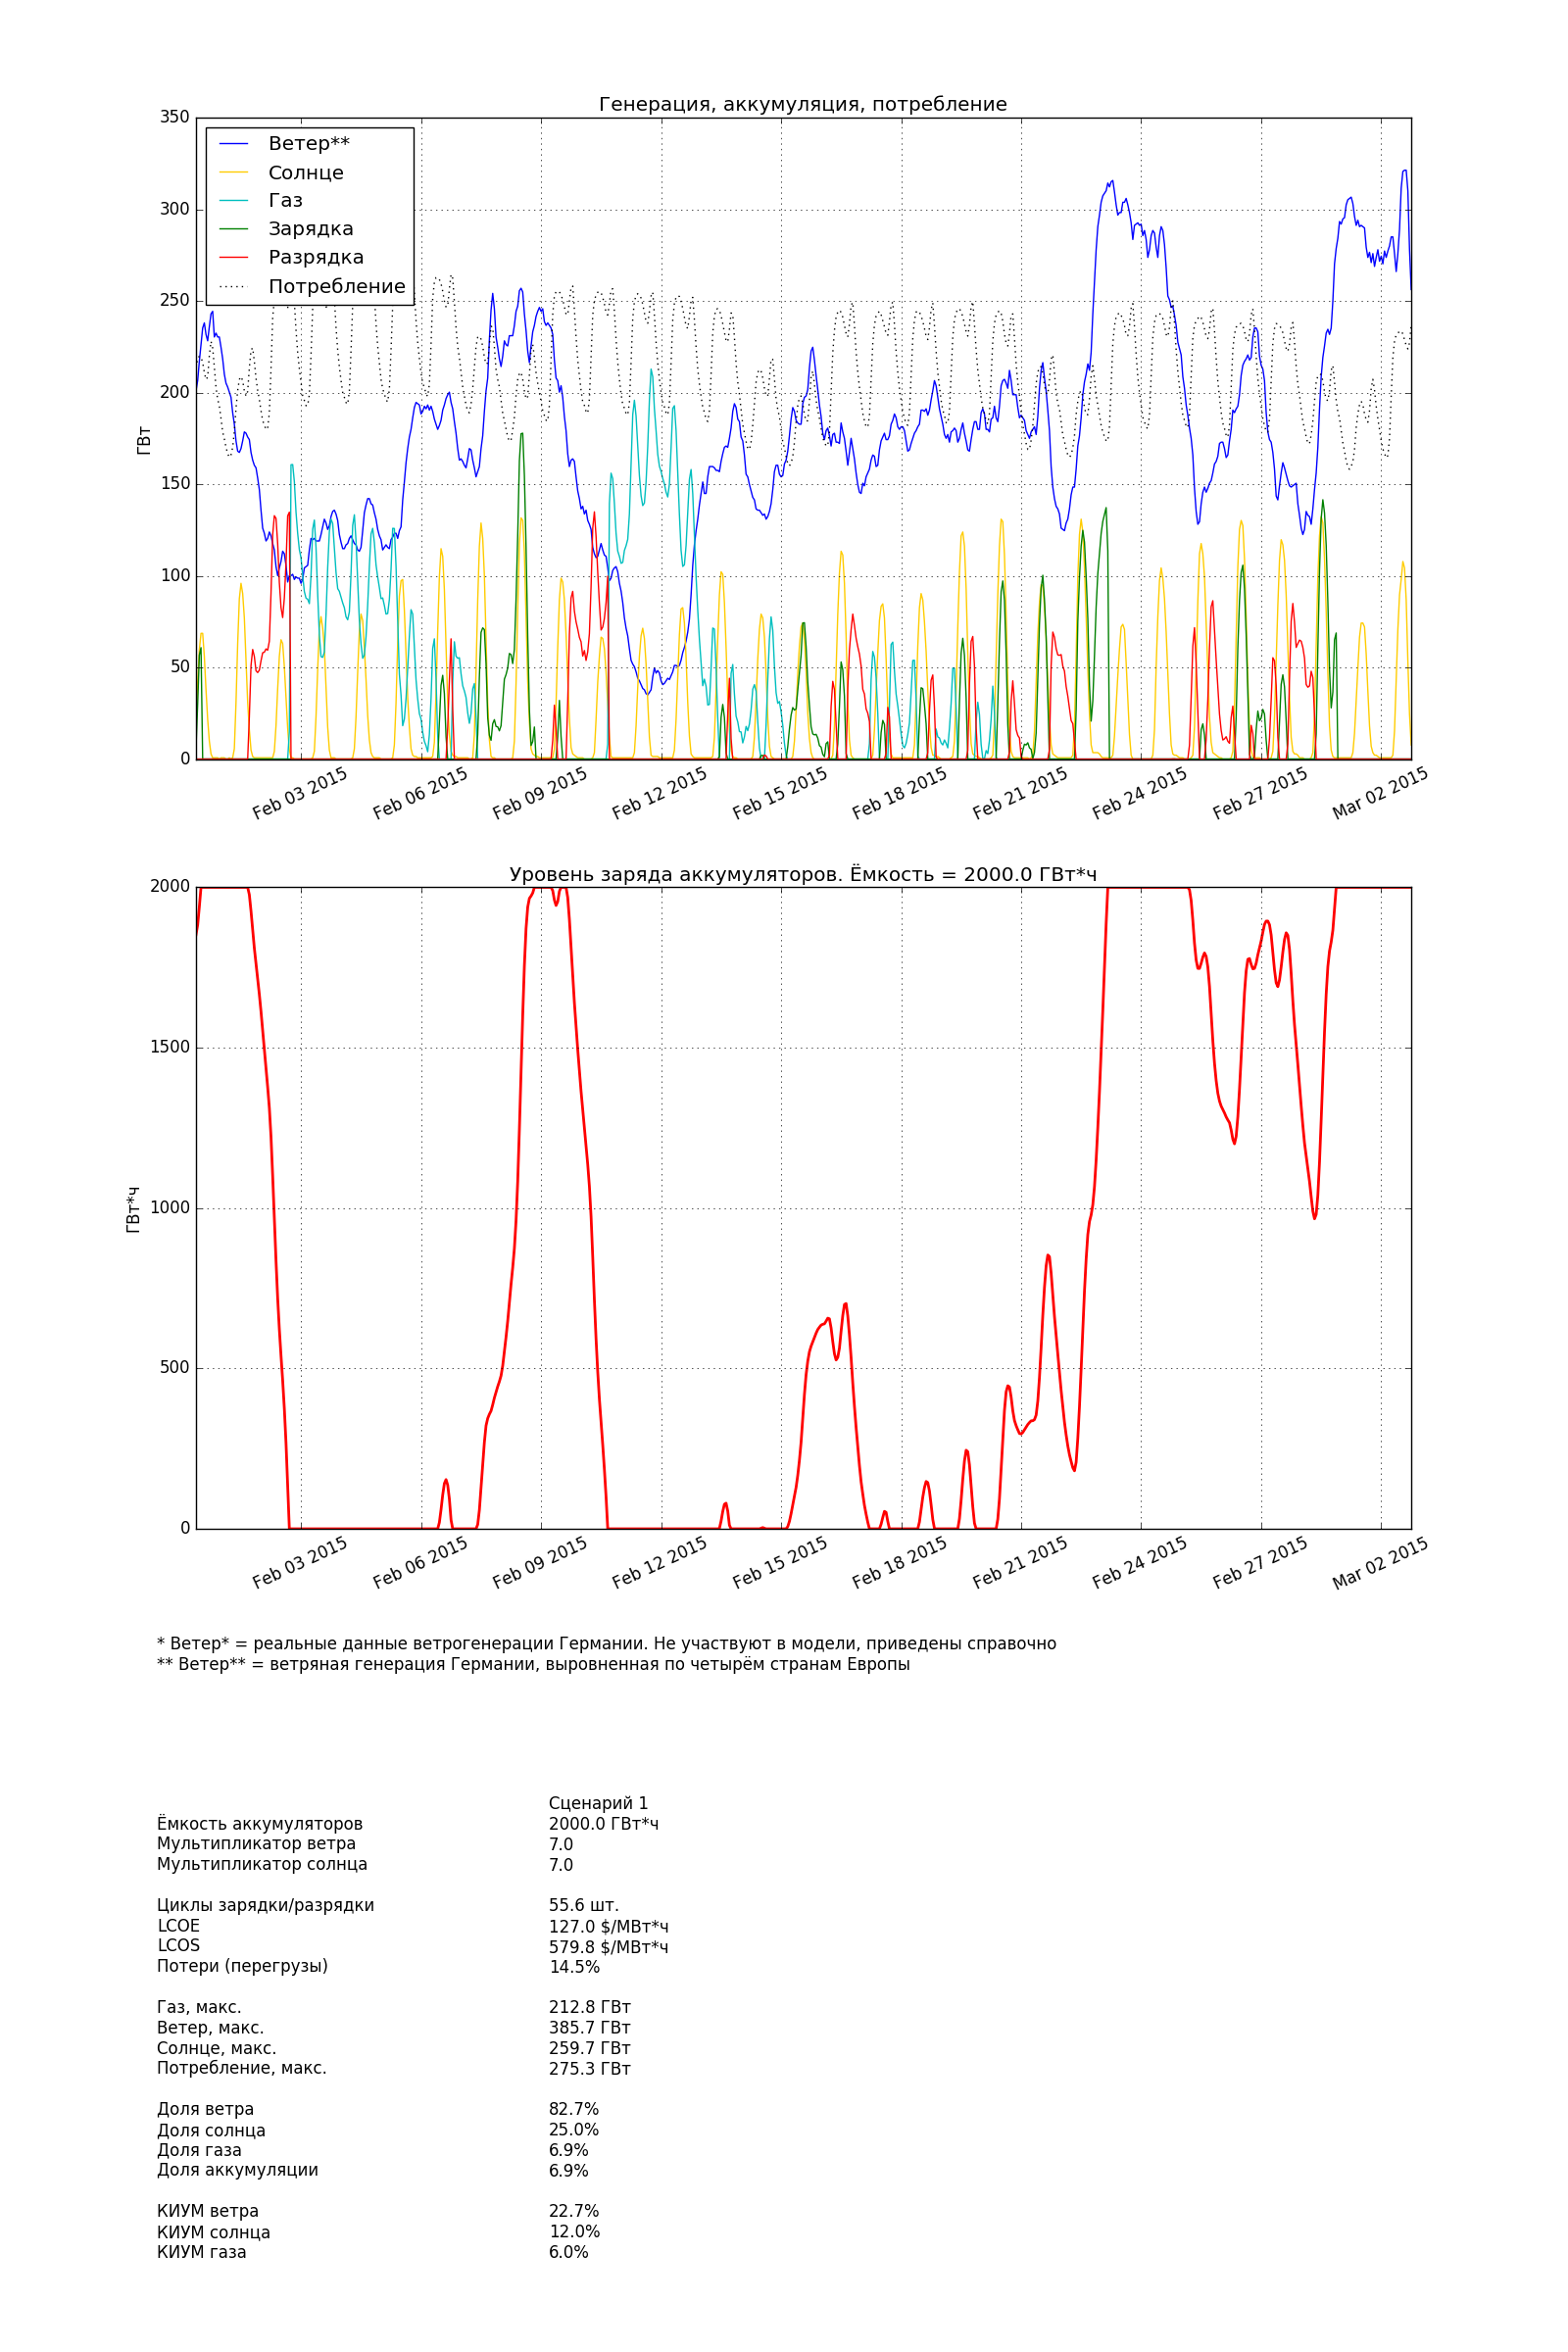 Генерация, аккумуляция, потребление
350
300
250
200
150
100
50
0
ГВт
Ветер**
Солнце
Газ
Зарядка
Разрядка
Потребление
Feb 03 2015
Feb 06 2015
Feb 09 2015
Feb 12 2015
Feb 15 2015
Feb 18 2015
Feb 21 2015
Feb 24 2015
Feb 27 2015
Mar 02 2015
Уровень заряда аккумуляторов. Ёмкость = 2000.0 ГВт*ч
2000
1500
1000
500
0
ГВт*ч
Feb 03 2015
Feb 06 2015
Feb 09 2015
Feb 12 2015
Feb 15 2015
Feb 18 2015
Feb 21 2015
Feb 24 2015
Feb 27 2015
Mar 02 2015
* Ветер* = реальные данные ветрогенерации Германии. Не участвуют в модели, приведены справочно
** Ветер** = ветряная генерация Германии, выровненная по четырём странам Европы
Сценарий 1
Ёмкость аккумуляторов 2000.0 ГВт*ч
Мультипликатор ветра 7.0
Мультипликатор солнца 7.0
Циклы зарядки/разрядки 55.6 шт.
LCOE 127.0 $/МВт*ч
LCOS 579.8 $/МВт*ч
Потери (перегрузы) 14.5%
Газ, макс. 212.8 ГВт
Ветер, макс. 385.7 ГВт
Солнце, макс. 259.7 ГВт
Потребление, макс. 275.3 ГВт
Доля ветра 82.7%
Доля солнца 25.0%
Доля газа 6.9%
Доля аккумуляции 6.9%
КИУМ ветра 22.7%
КИУМ солнца 12.0%
КИУМ газа 6.0%